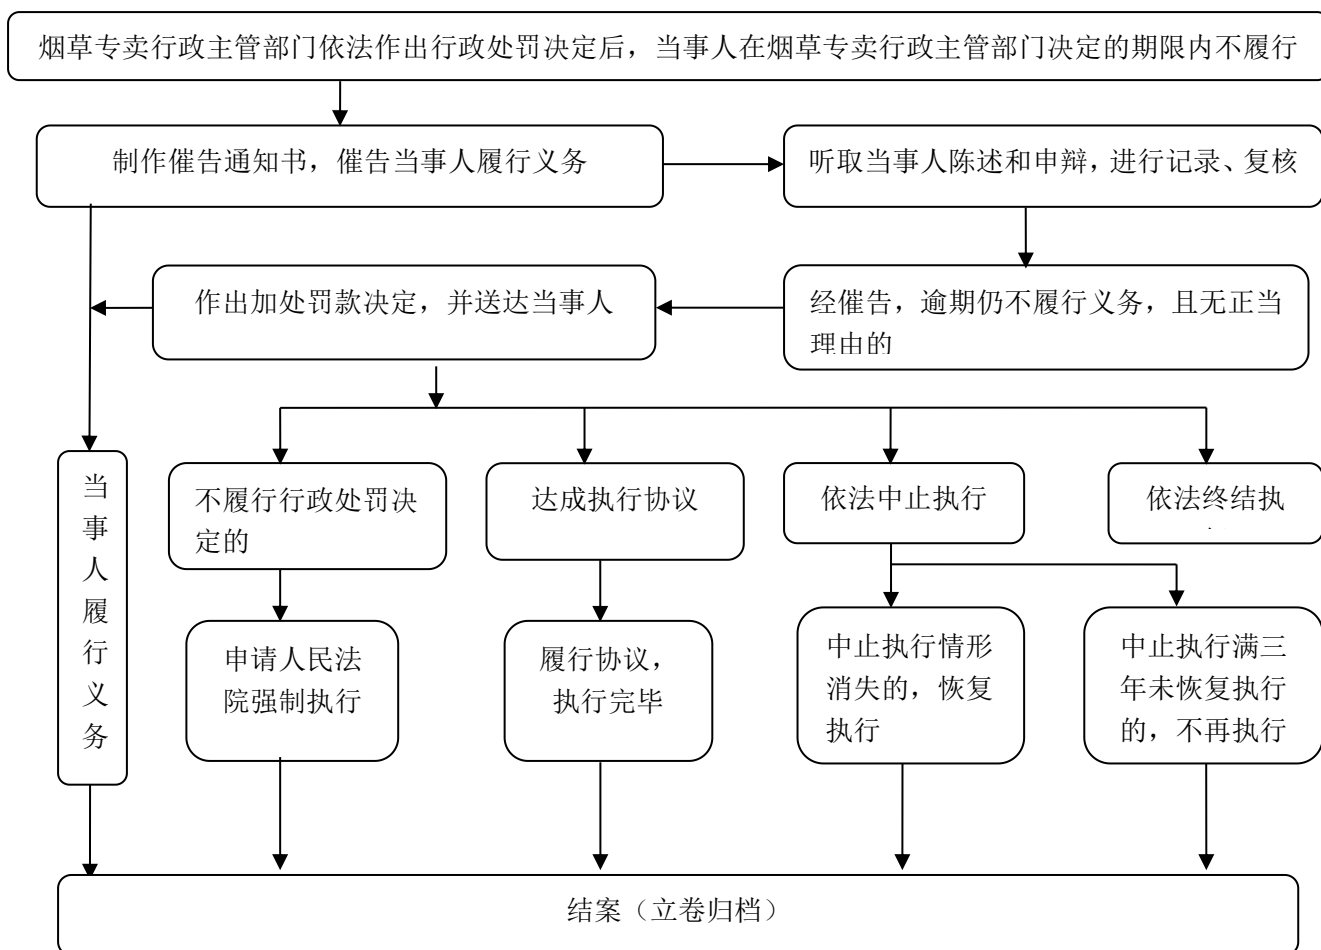 烟草专卖行政主管部门依法作出行政处罚决定后，当事人在烟草专卖行政主管部门决定的期限内不履行
制作催告通知书，催告当事人履行义务
听取当事人陈述和申辩，进行记录、复核
作出加处罚款决定，并送达当事人
经催告，逾期仍不履行义务，且无正当
理由的
当事人履行义务
不履行行政处罚决
定的
达成执行协议
依法中止执行
依法终结执
申请人民法
院强制执行
履行协议，
执行完毕
中止执行情形
消失的，恢复
执行
中止执行满三
年未恢复执行
的，不再执行
结案（立卷归档）